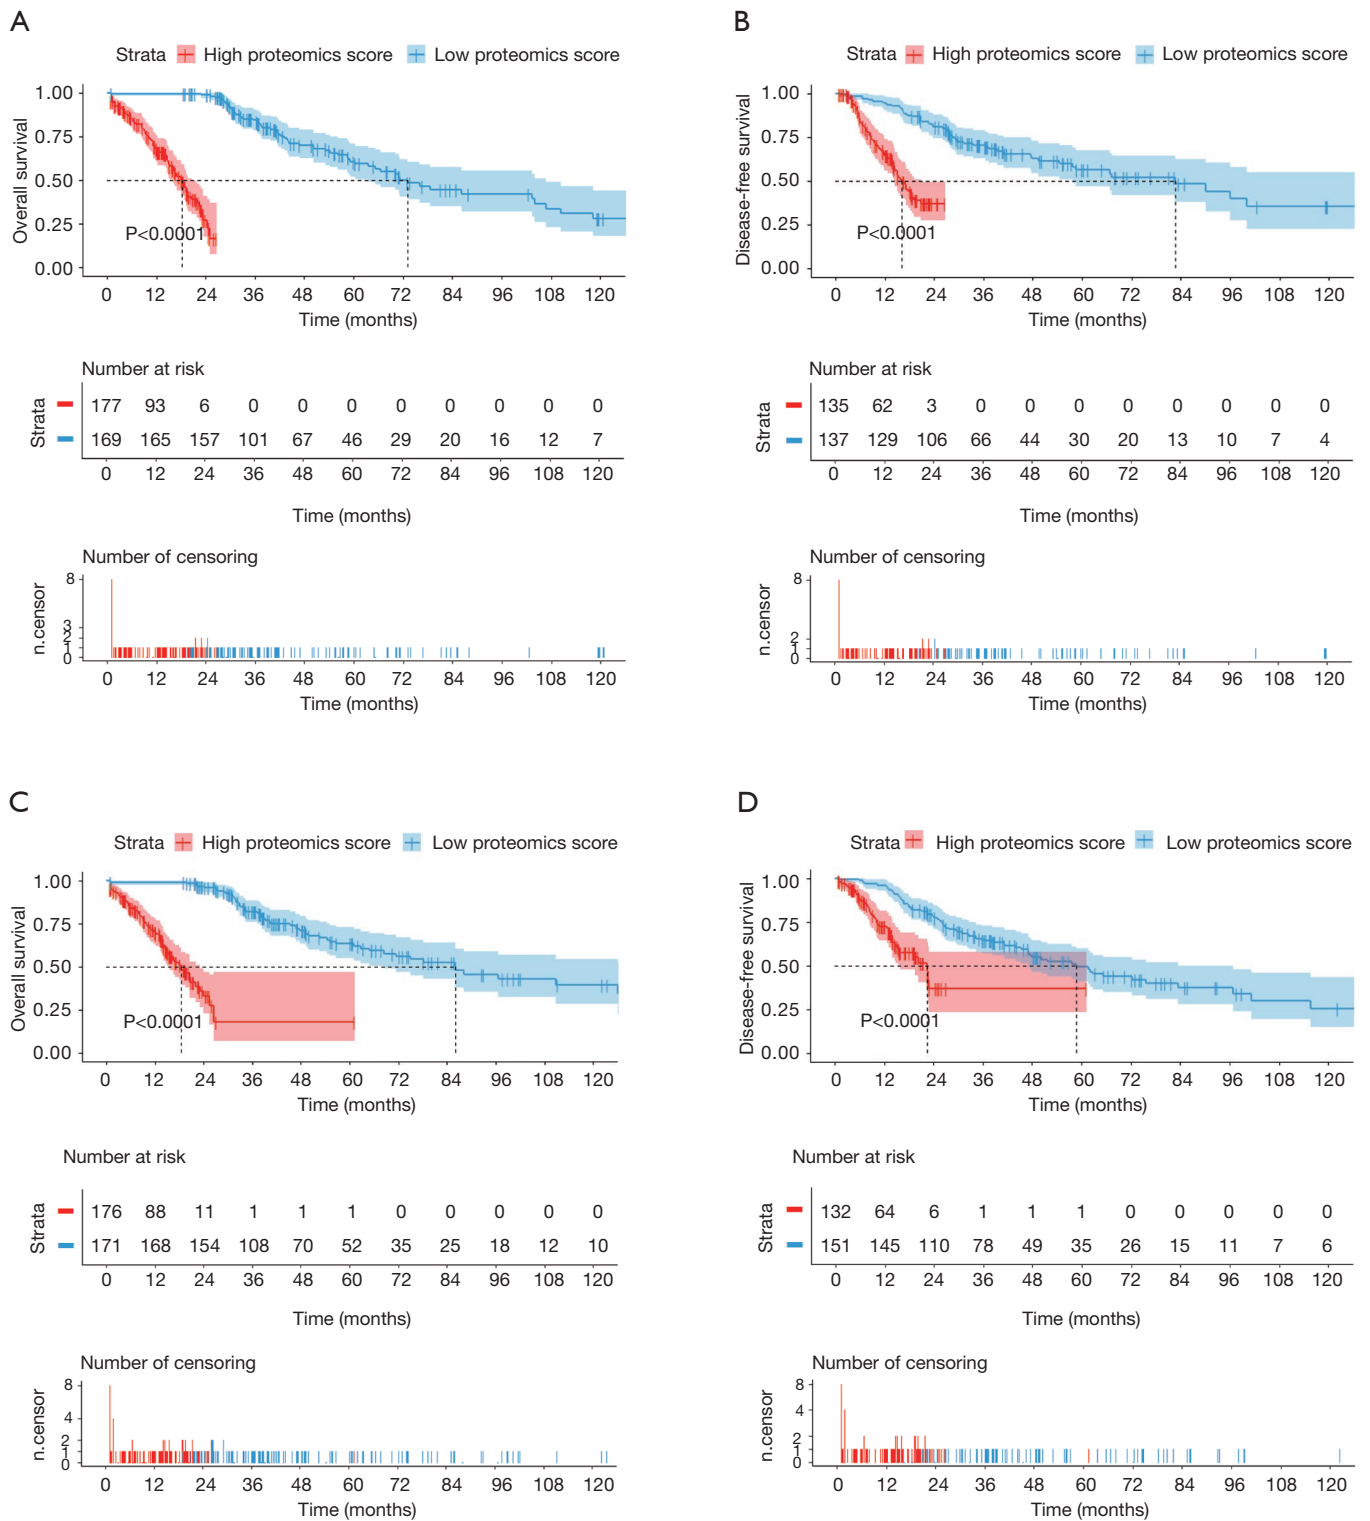 A
Strata High proteomics score Low proteomics score
Overall survival
1.00
0.75
0.50
0.25
0.00
P<0.0001
0 12 24 36 48 60 72 84 96 108 120
Time (months)
Number at risk
Strata
177 93 6 0 0 0 0 0 0 0 0
169 165 157 101 67 46 29 20 16 12 7
0 12 24 36 48 60 72 84 96 108 120
Time (months)
Number of censoring
n.censor
8
3
2
1
0
0 12 24 36 48 60 72 84 96 108 120
Time (months)
B
Strata High proteomics score Low proteomics score
Disease-free survival
1.00
0.75
0.50
0.25
0.00
P<0.0001
0 12 24 36 48 60 72 84 96 108 120
Time (months)
Number at risk
Strata
135 62 3 0 0 0 0 0 0 0 0
137 129 106 66 44 30 20 13 10 7 4
0 12 24 36 48 60 72 84 96 108 120
Time (months)
Number of censoring
n.censor
8
2
1
0
0 12 24 36 48 60 72 84 96 108 120
Time (months)
C
Strata High proteomics score Low proteomics score
Overall survival
1.00
0.75
0.50
0.25
0.00
P<0.0001
0 12 24 36 48 60 72 84 96 108 120
Time (months)
Number at risk
Strata
176 88 11 1 1 1 0 0 0 0 0
171 168 154 108 70 52 35 25 18 12 10
0 12 24 36 48 60 72 84 96 108 120
Time (months)
Number of censoring
n.censor
8
4
2
1
0
0 12 24 36 48 60 72 84 96 108 120
Time (months)
D
Strata High proteomics score Low proteomics score
Disease-free survival
1.00
0.75
0.50
0.25
0.00
P<0.0001
0 12 24 36 48 60 72 84 96 108 120
Time (months)
Number at risk
Strata
132 64 6 1 1 1 0 0 0 0 0
151 145 110 78 49 35 26 15 11 7 6
0 12 24 36 48 60 72 84 96 108 120
Time (months)
Number of censoring
n.censor
8
4
2
1
0
0 12 24 36 48 60 72 84 96 108 120
Time (months)